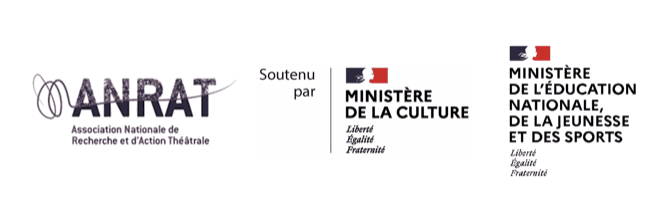 ANRAT
Association Nationale de
Recherche et d'Action Théâtrale
Soutenu
par
MINISTÈRE
DE LA CULTURE
Liberté
Égalité
Fraternité
MINISTÈRE
DE L'ÉDUCATION
NATIONALE,
DE LA JEUNESSE
ET DES SPORTS
Liberté
Égalité
Fraternité